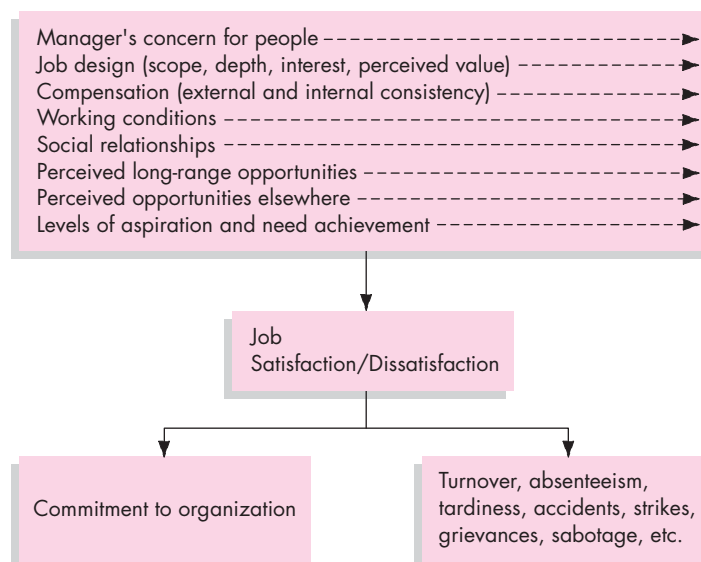 Manager's concern for people
Job design (scope, depth, interest, perceived value)
Compensation (external and internal consistency)
Working conditions
Social relationships
Perceived long-range opportunities
Perceived opportunities elsewhere
Levels of aspiration and need achievement
Job
Satisfaction/Dissatisfaction
Commitment to organization
Turnover, absenteeism,
tardiness, accidents, strikes,
grievances, sabotage, etc.